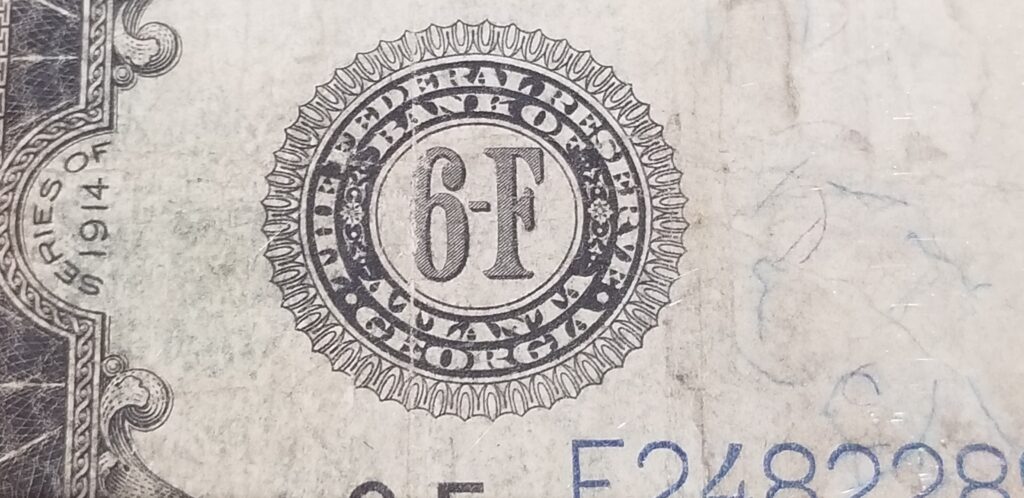 SERIES OF
1914
THE FEDERAL RESERVE
BANK OF
6-F
ATLANTA
GEORGIA